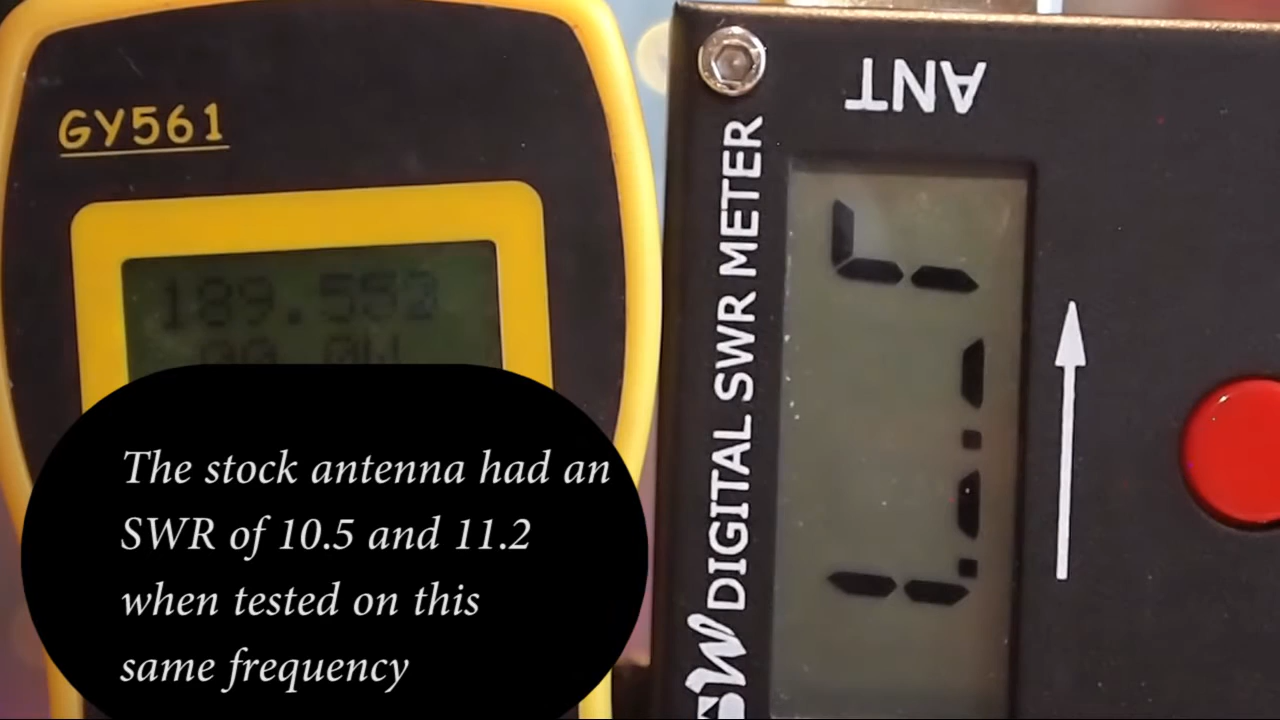 GY561
189.552
00.0W
The stock antenna had an
SWR of 10.5 and 11.2
when tested on this
same frequency
ANT
SW DIGITAL SWR METER